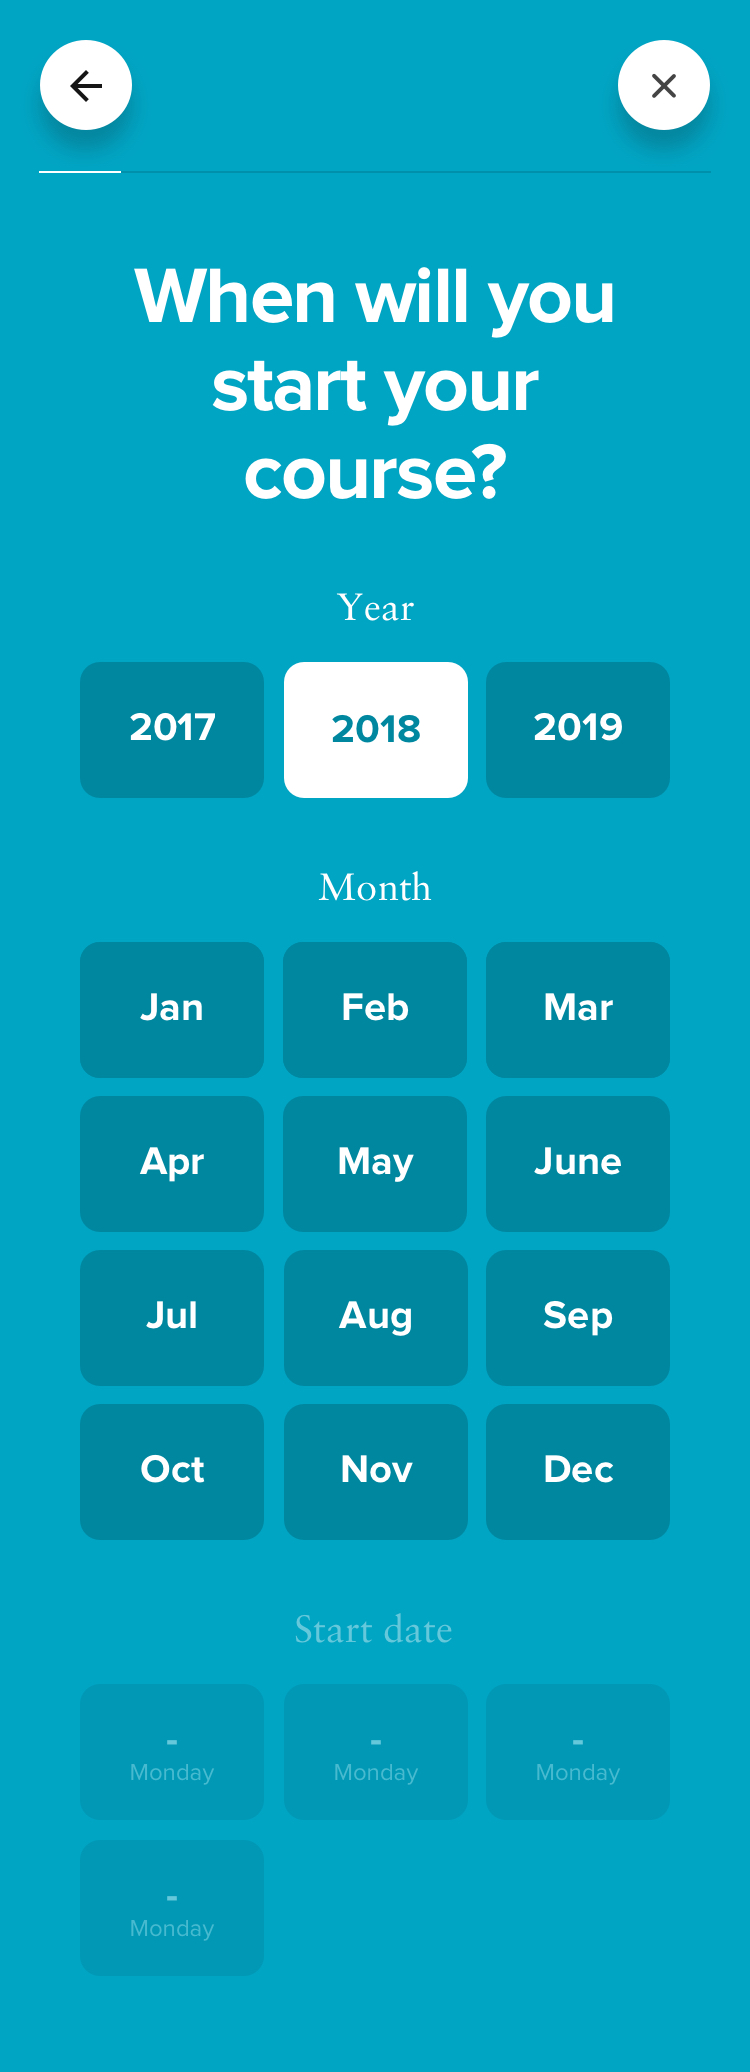 When will you
start your
course?
Year
2017 2018 2019
Month
Jan Feb Mar
Apr May June
Jul Aug Sep
Oct Nov Dec
Start date
- - -
Monday Monday Monday
-
Monday